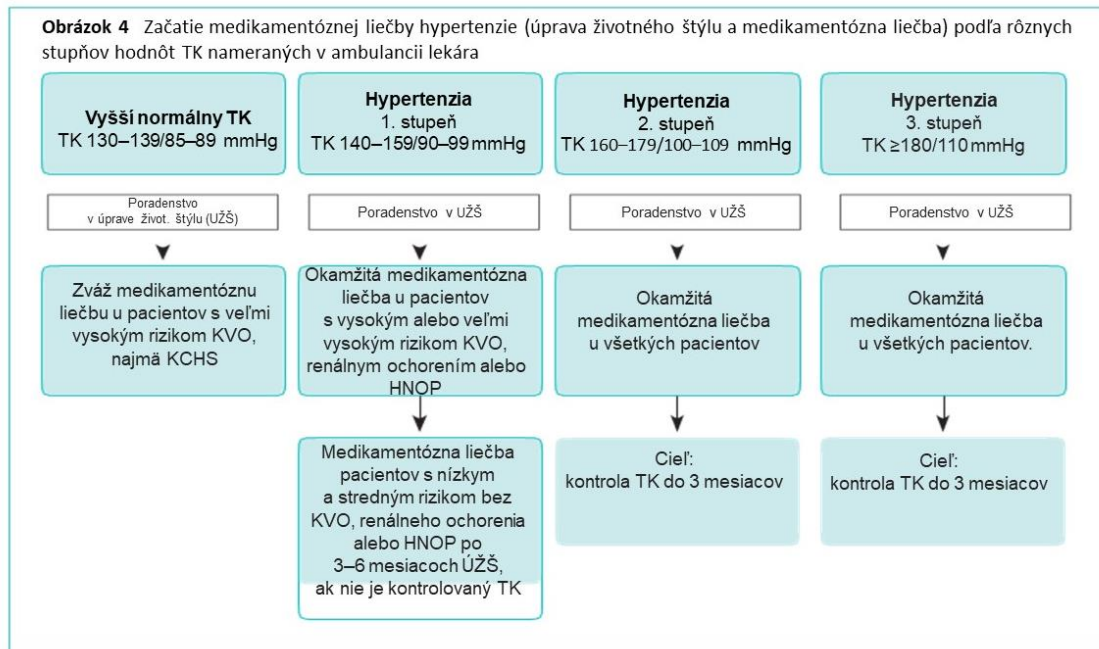 Obrázok 4 Začatie medikamentóznej liečby hypertenzie (úprava životného štýlu a medikamentózna liečba) podľa rôznych
stupňov hodnôt TK nameraných v ambulancii lekára
Vyšší normálny TK
TK 130–139/85–89 mmHg
Poradenstvo
v úprave život. štýlu (UŽŠ)
Zváž medikamentóznu
liečbu u pacientov s veľmi
vysokým rizikom KVO,
najmä KCHS
Hypertenzia
1. stupeň
TK 140–159/90–99 mmHg
Poradenstvo v UŽŠ
Okamžitá medikamentózna
liečba u pacientov
s vysokým alebo veľmi
vysokým rizikom KVO,
renálnym ochorením alebo
HNOP
Medikamentózna liečba
pacientov s nízkym
a stredným rizikom bez
KVO, renálneho ochorenia
alebo HNOP po
3–6 mesiacoch ÚŽŠ,
ak nie je kontrolovaný TK
Hypertenzia
2. stupeň
TK 160–179/100–109 mmHg
Poradenstvo v UŽŠ
Okamžitá
medikamentózna liečba
u všetkých pacientov
Cieľ:
kontrola TK do 3 mesiacov
Hypertenzia
3. stupeň
TK ≥180/110 mmHg
Poradenstvo v UŽŠ
Okamžitá
medikamentózna liečba
u všetkých pacientov.
Cieľ:
kontrola TK do 3 mesiacov